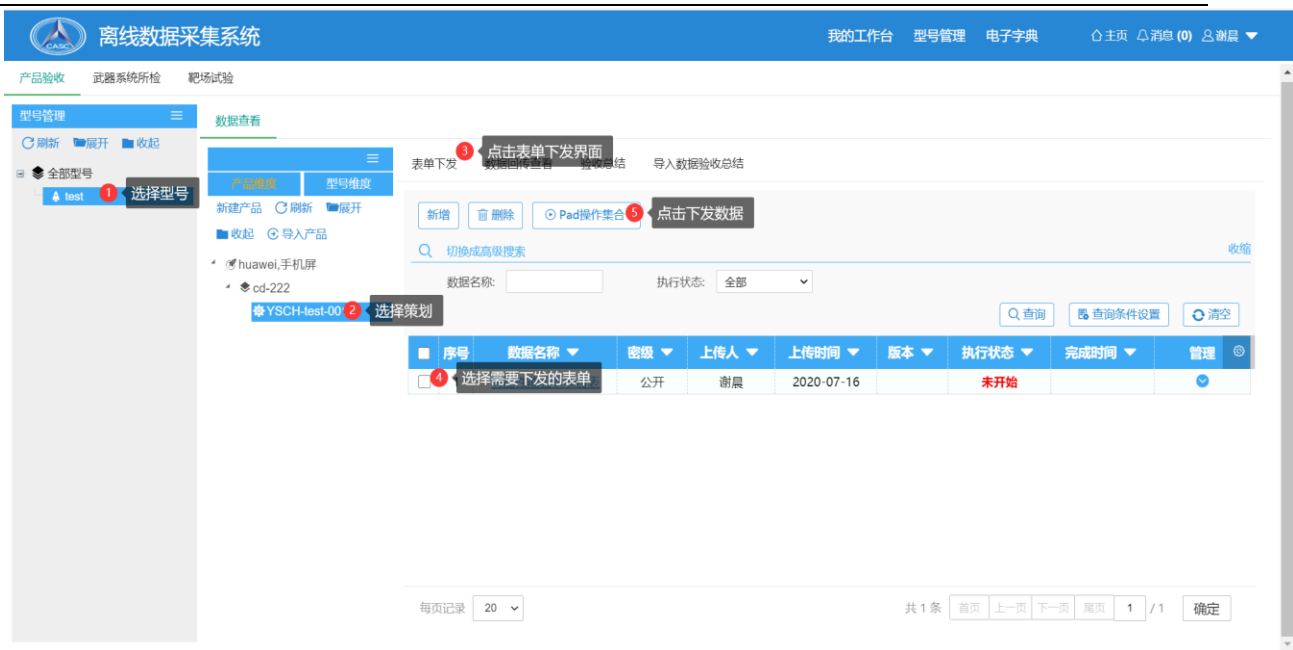 CASC 离线数据采集系统 我的工作台 型号管理 电子字典 主页 消息 (0) 谢晨
产品验收 武器系统所检 靶场试验
型号管理
刷新 展开 收起
全部型号
test 1 选择型号
数据查看
产品维度 型号维度
新建产品 刷新 展开
收起 导入产品
huawei,手机屏
cd-222
YSCH-test-00 2 选择策划
表单下发 3 点击表单下发界面 数据回传查看 验收总结 导入数据验收总结
新增 删除 Pad操作集合 5 点击下发数据
切换成高级搜索 收缩
数据名称: 执行状态: 全部
查询 查询条件设置 清空
序号 数据名称 密级 上传人 上传时间 版本 执行状态 完成时间 管理
4 选择需要下发的表单 公开 谢晨 2020-07-16 未开始
每页记录 20 共 1 条 首页 上一页 下一页 尾页 1 / 1 确定